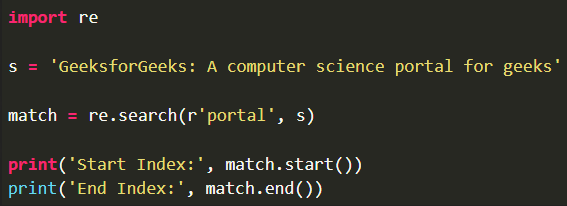 import re
s = 'GeeksforGeeks: A computer science portal for geeks'
match = re.search(r'portal', s)
print('Start Index:', match.start())
print('End Index:', match.end())